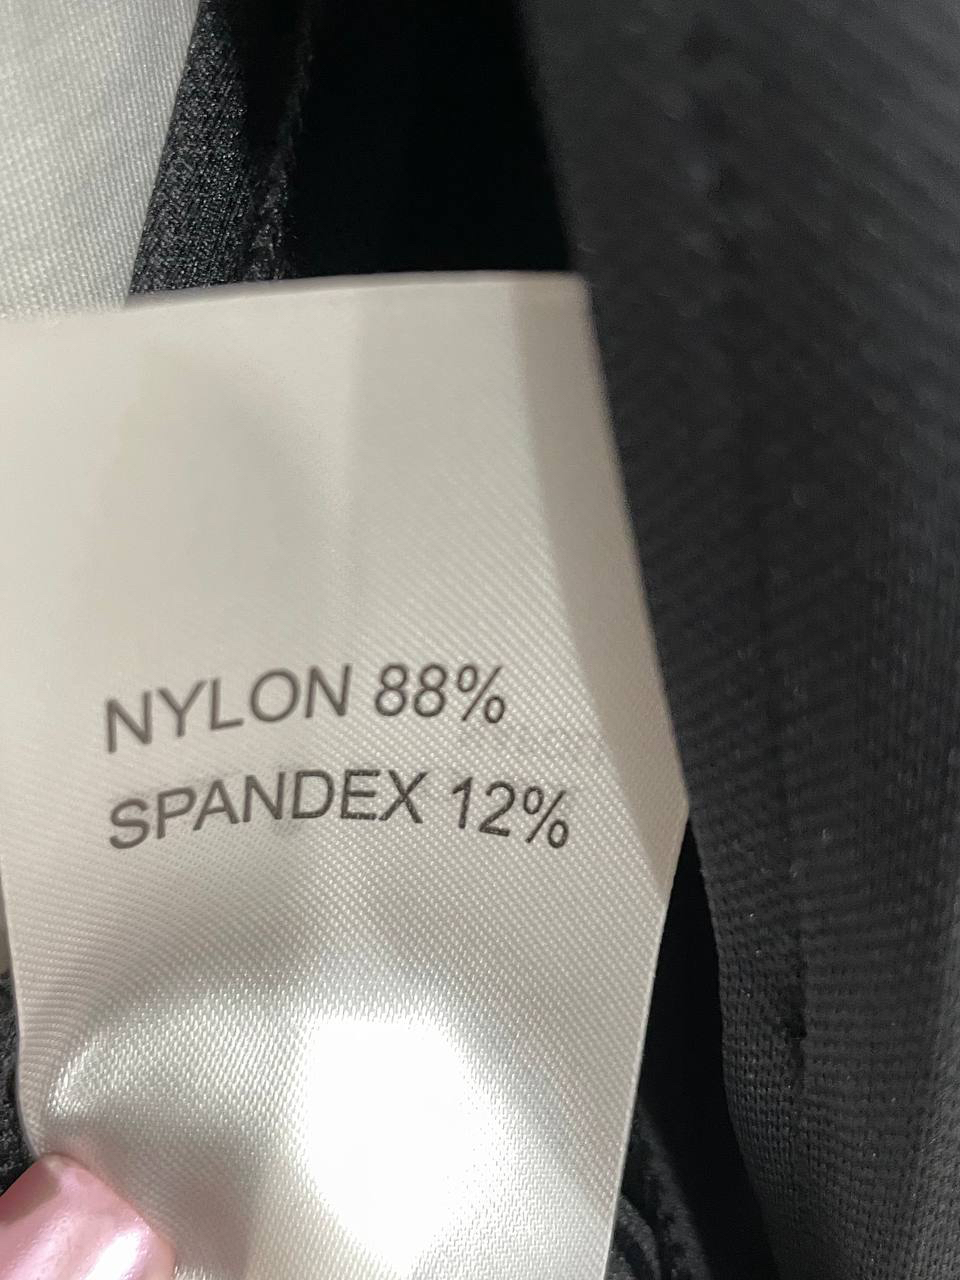 NYLON 88%
SPANDEX 12%